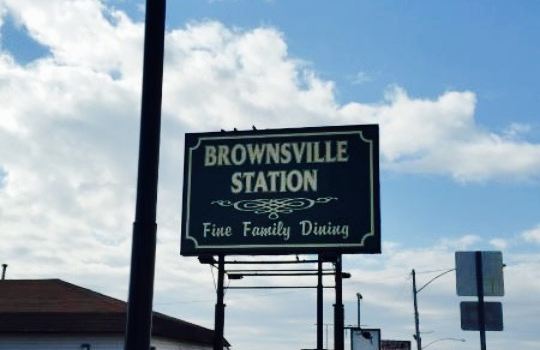 BROWNSVILLE
STATION
Fine Family Dining